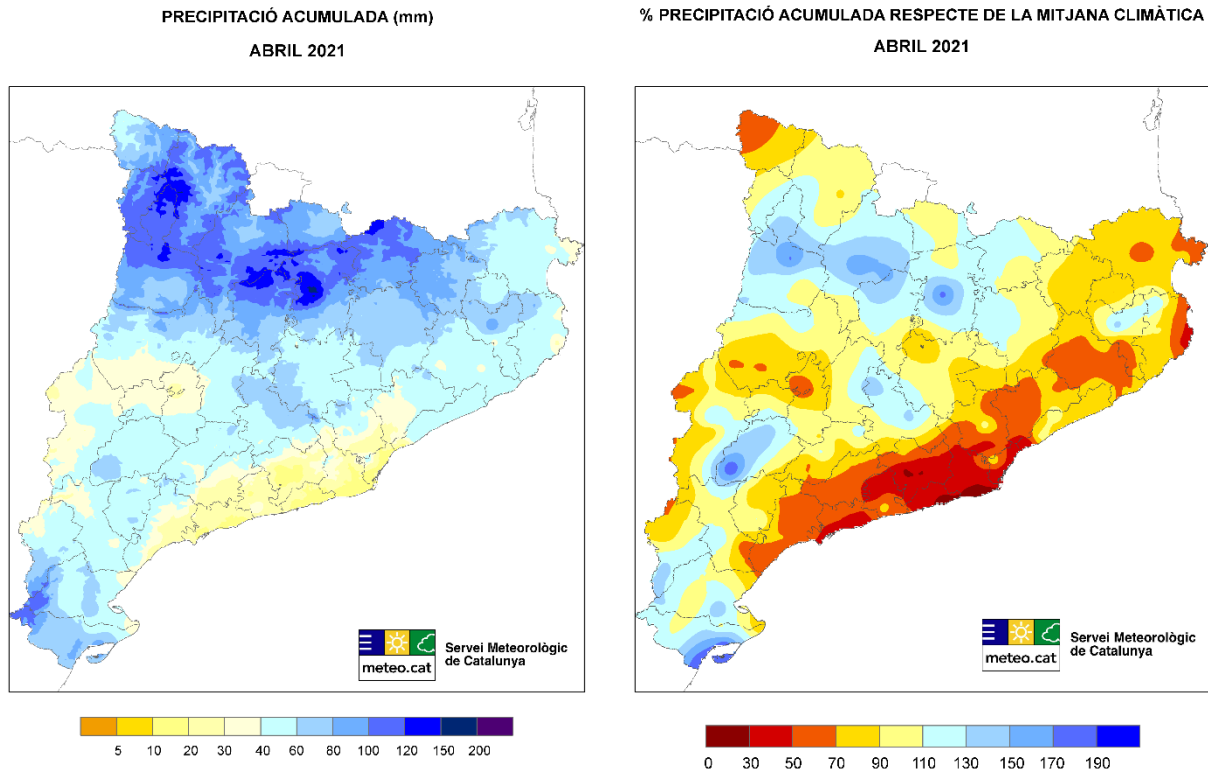 PRECIPITACIÓ ACUMULADA (mm)
ABRIL 2021
meteo.cat
Servei Meteorològic
de Catalunya
5 10 20 30 40 60 80 100 120 150 200
% PRECIPITACIÓ ACUMULADA RESPECTE DE LA MITJANA CLIMÀTICA
ABRIL 2021
meteo.cat
Servei Meteorològic
de Catalunya
0 30 50 70 90 110 130 150 170 190